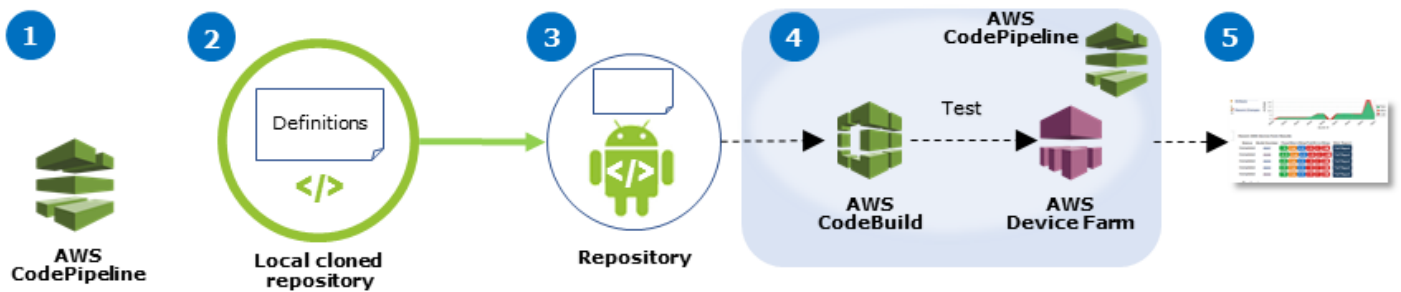 1
2
3
4
5
AWS
CodePipeline
Definitions
</>
Local cloned
repository
</>
Repository
AWS
CodePipeline
Test
AWS
CodeBuild
AWS
Device Farm